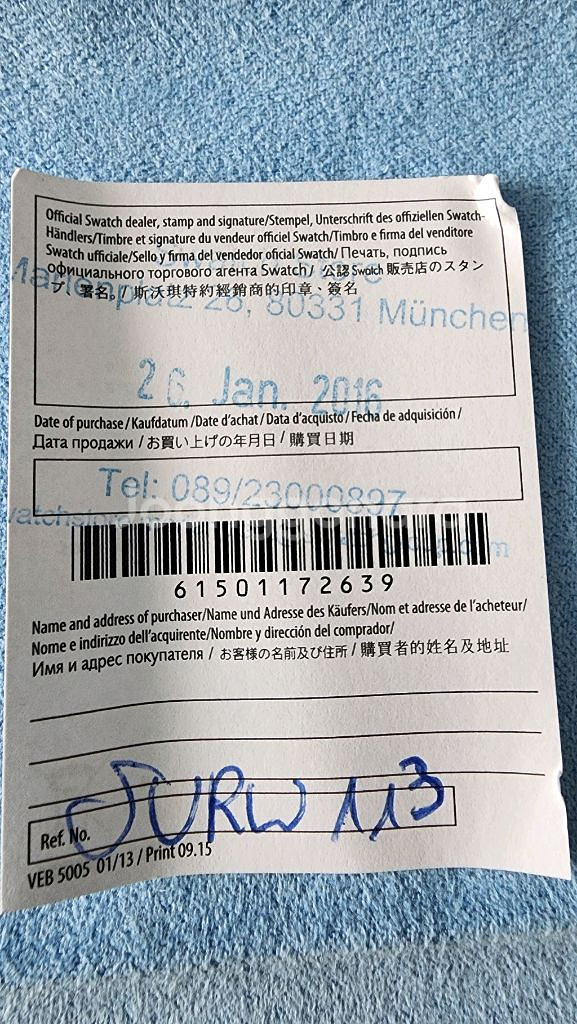 Official Swatch dealer, stamp and signature/Stempel, Unterschrift des offiziellen Swatch-
Händlers/Timbre et signature du vendeur officiel Swatch/Timbro e firma del venditore
Swatch ufficiale/Sello y firma del vendedor oficial Swatch/ Печать, подпись
официального торгового агента Swatch/ 公認 Swatch 販売店のスタン
プ、署名。/ 斯沃琪特約經銷商的印章、簽名
Marienplatz 25, 80331 München
26. Jan. 2016
Date of purchase/Kaufdatum /Date d'achat/Data d'acquisto/Fecha de adquisición/
Дата продажи /お買い上げの年月日/ 購買日期
Tel: 089/23000897
61501172639
Name and address of purchaser/Name und Adresse des Käufers/Nom et adresse de l'acheteur/
Nome e indirizzo dell'acquirente/Nombre y dirección del comprador/
Имя и адрес покупателя / お客様の名前及び住所 / 購買者的姓名及地址
Ref. No. SURW 113
VEB 5005 01/13 / Print 09.15